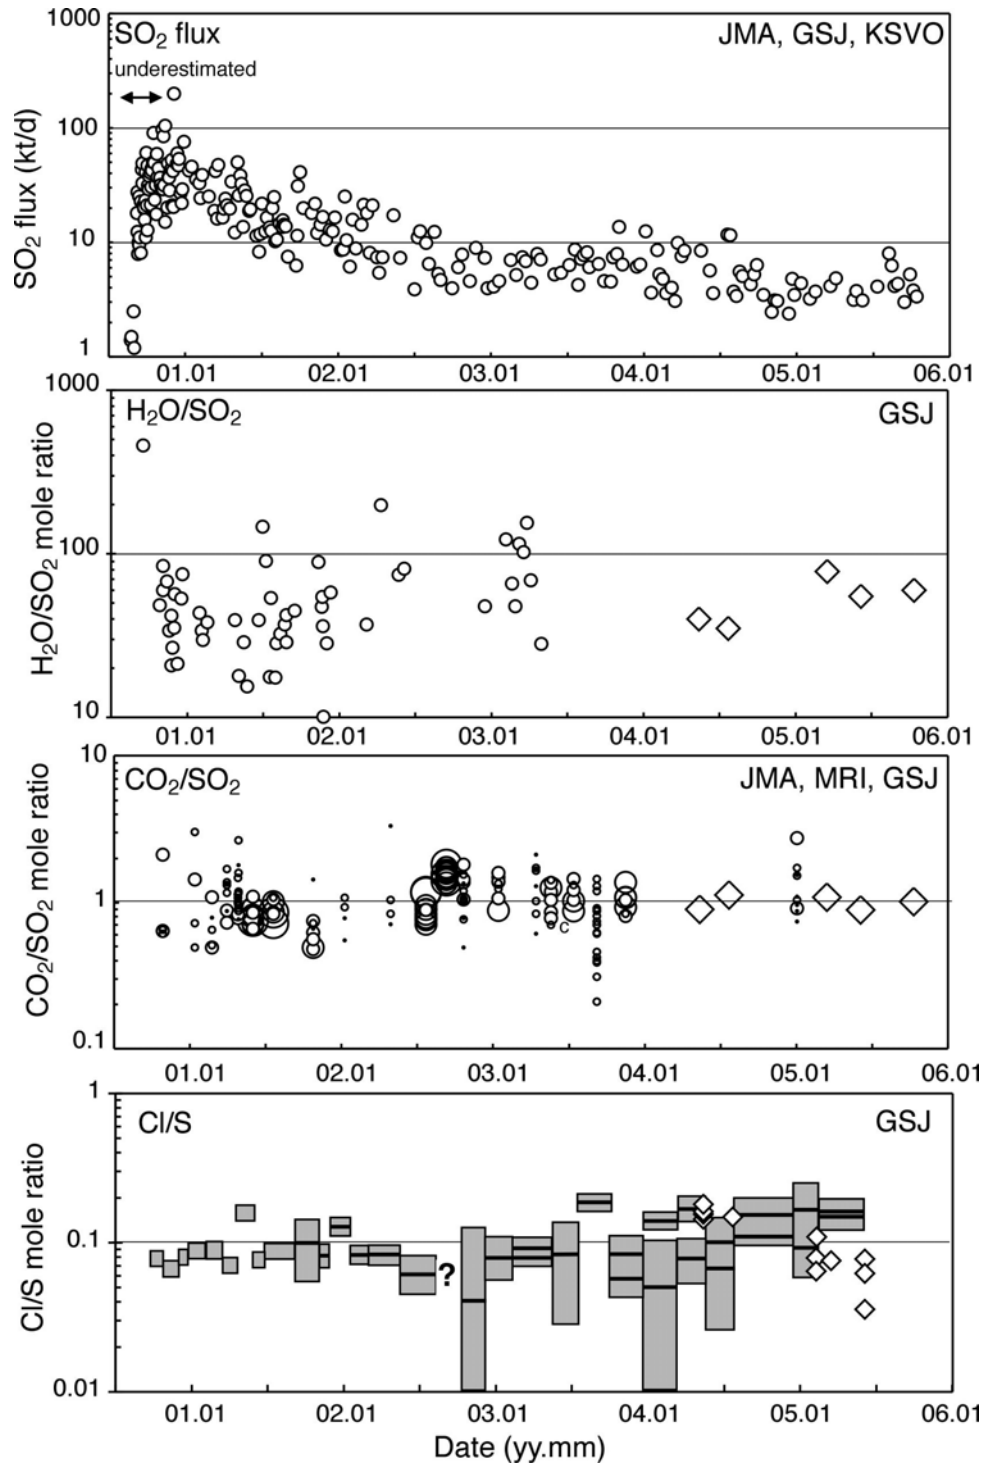 SO₂ flux
JMA, GSJ, KSVO
underestimated
SO₂ flux (kt/d)
1000
100
10
1
01.01 02.01 03.01 04.01 05.01 06.01
H₂O/SO₂
GSJ
H₂O/SO₂ mole ratio
1000
100
10
01.01 02.01 03.01 04.01 05.01 06.01
CO₂/SO₂
JMA, MRI, GSJ
CO₂/SO₂ mole ratio
10
1
0.1
c
01.01 02.01 03.01 04.01 05.01 06.01
Cl/S
GSJ
Cl/S mole ratio
1
0.1
0.01
?
01.01 02.01 03.01 04.01 05.01 06.01
Date (yy.mm)